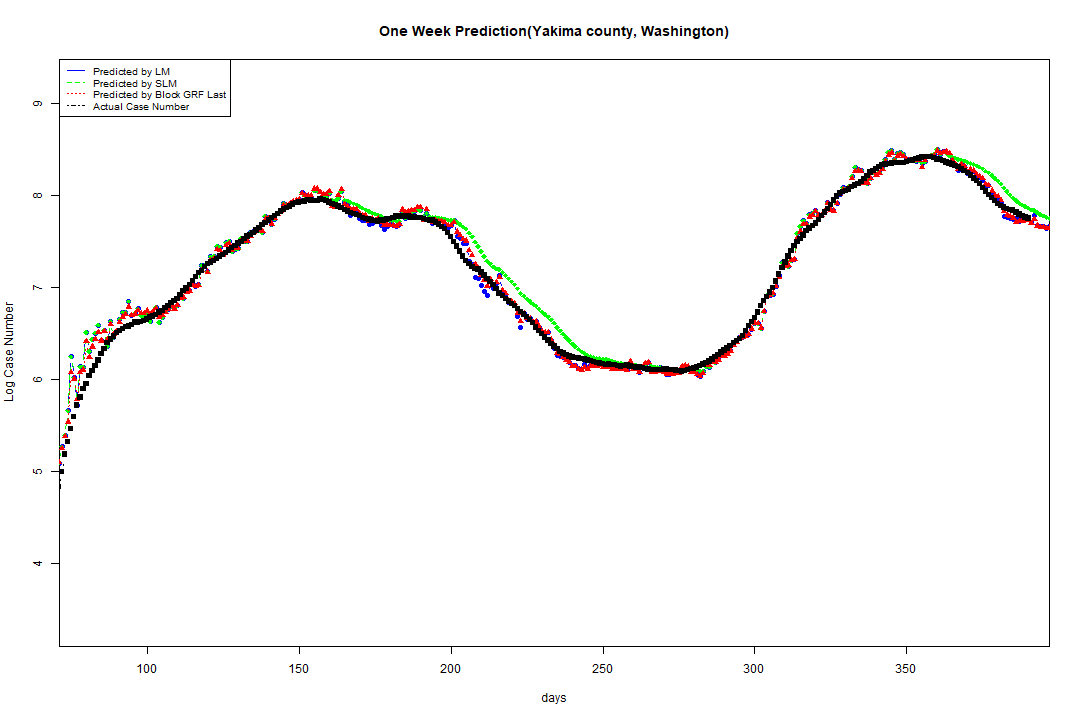 One Week Prediction(Yakima county, Washington)
Predicted by LM
Predicted by SLM
Predicted by Block GRF Last
Actual Case Number
9
8
7
6
5
4
Log Case Number
100 150 200 250 300 350
days